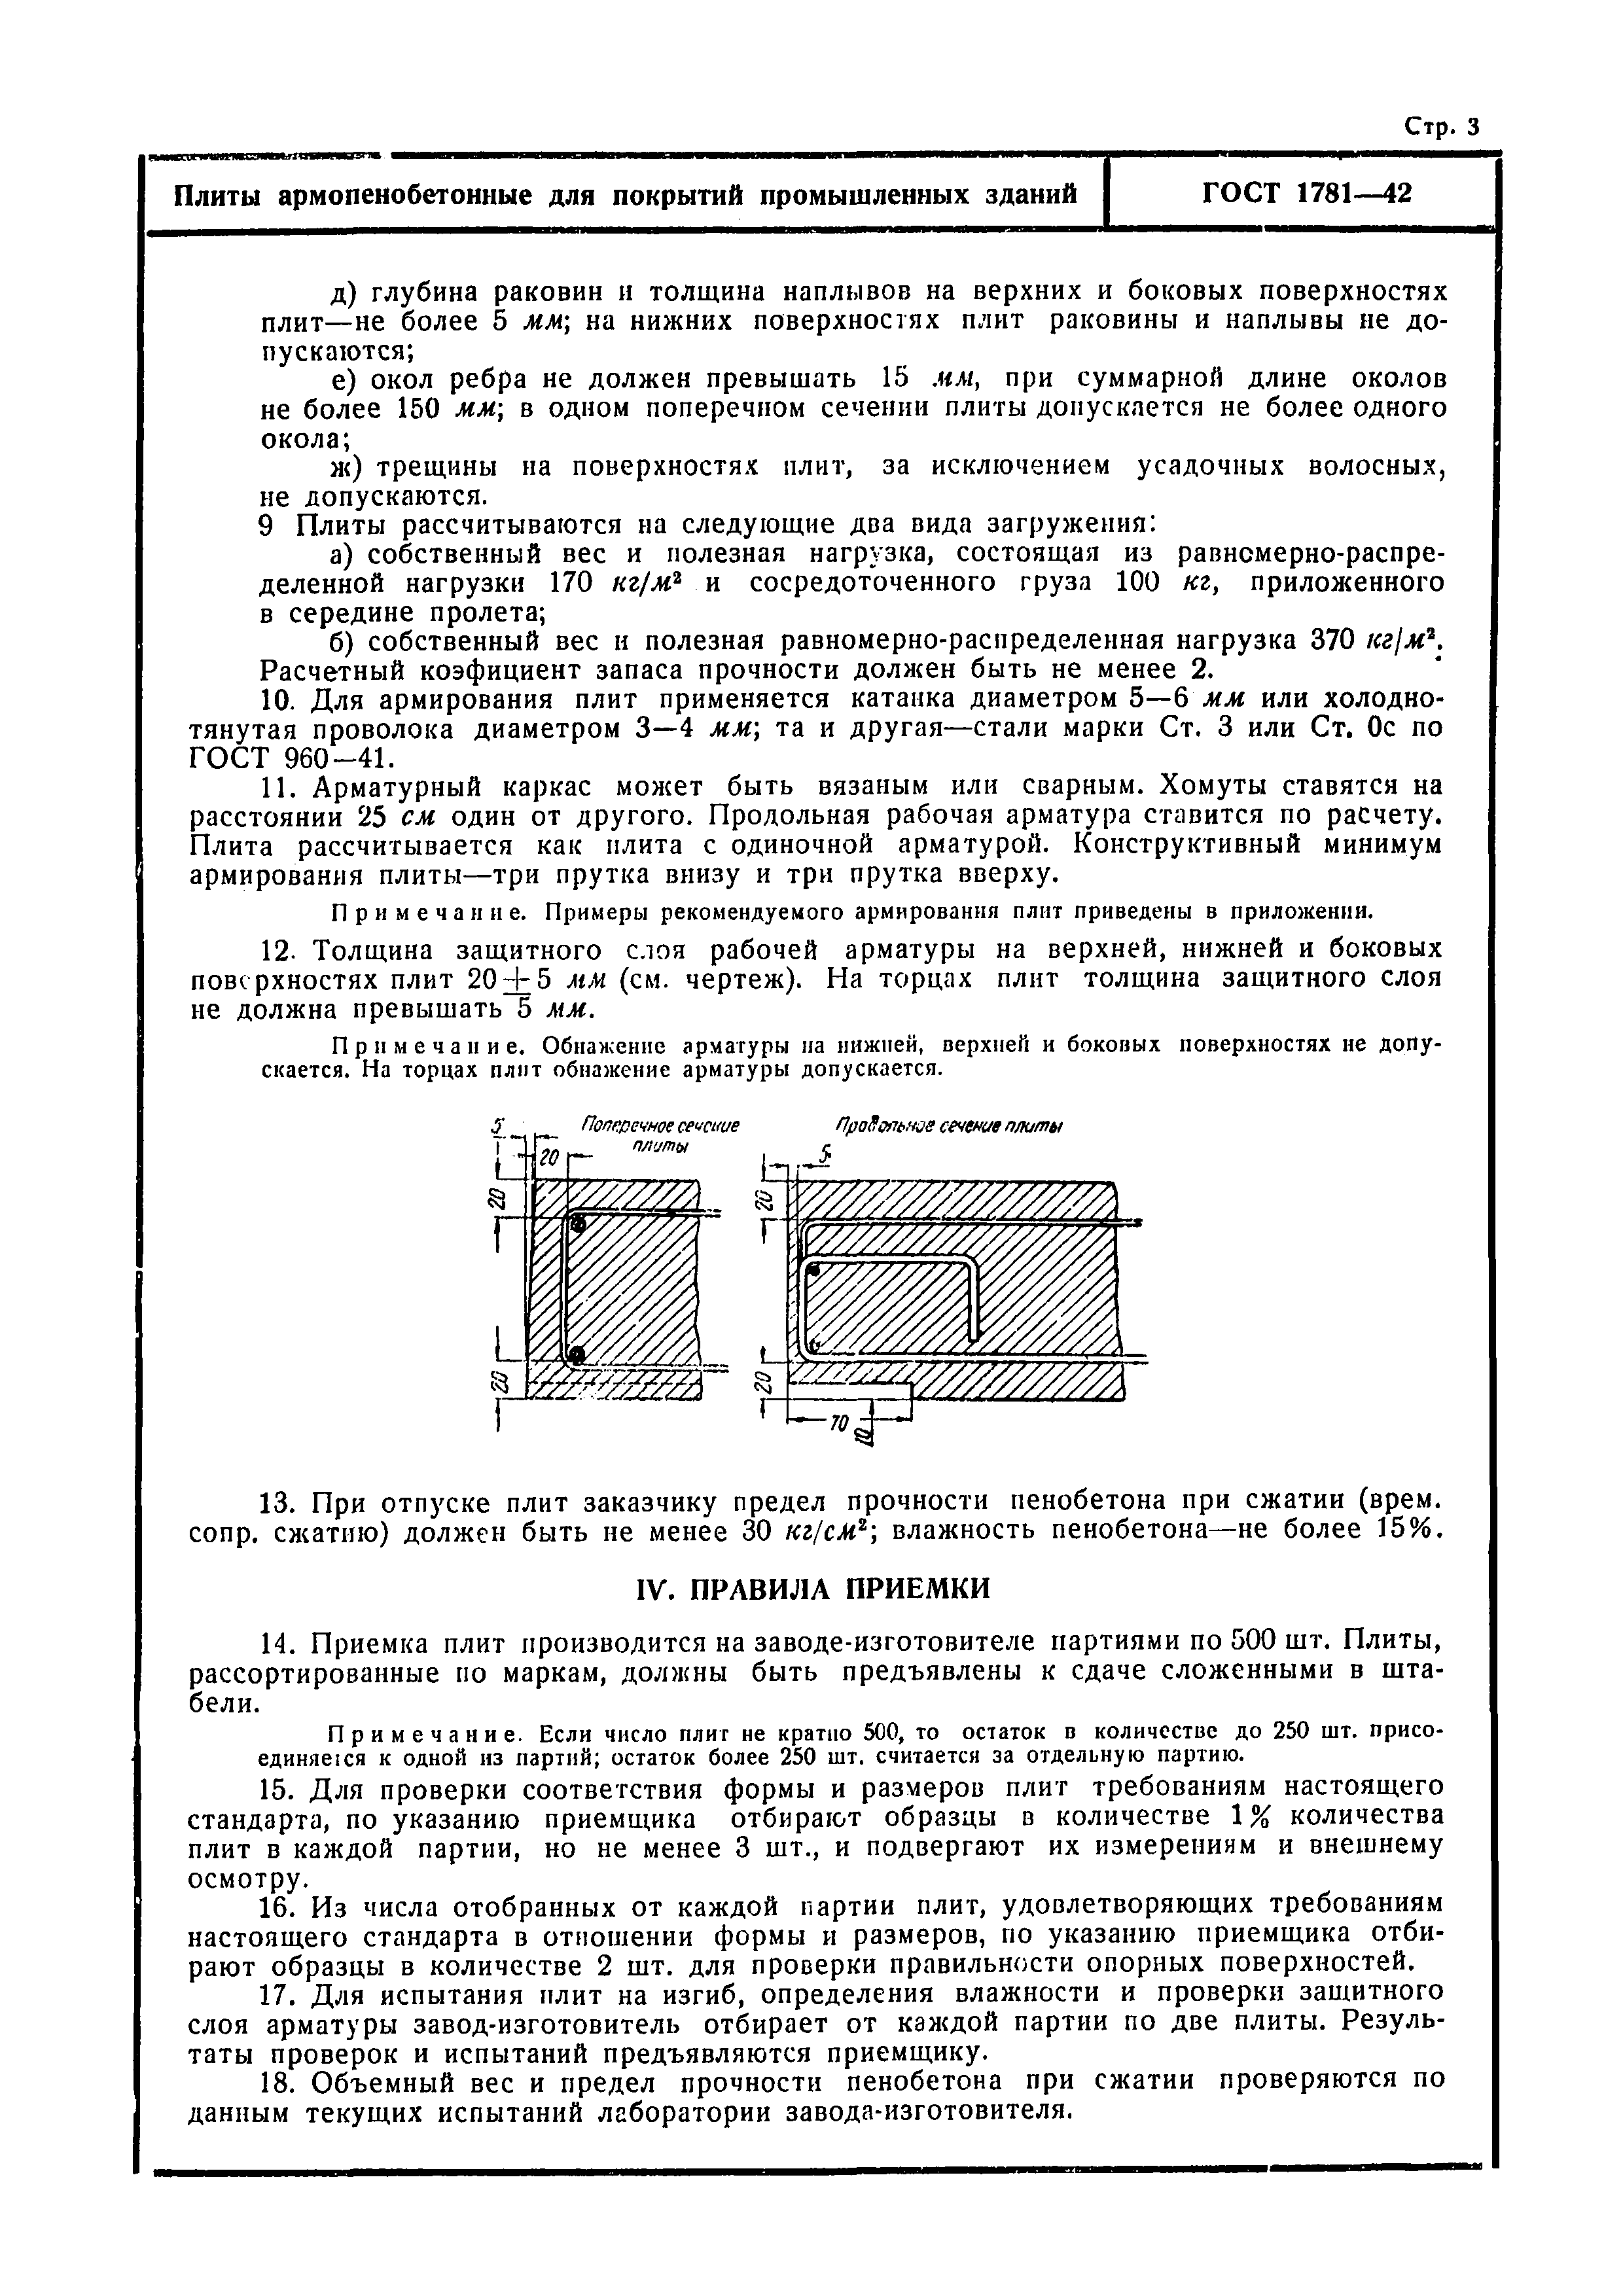 Стр. 3
Плиты армопенобетонные для покрытий промышленных зданий
ГОСТ 1781—42
д) глубина раковин и толщина наплывов на верхних и боковых поверхностях
плит—не более 5 мм; на нижних поверхностях плит раковины и наплывы не до-
пускаются;
е) окол ребра не должен превышать 15 мм, при суммарной длине околов
не более 150 мм; в одном поперечном сечении плиты допускается не более одного
окола;
ж) трещины на поверхностях плит, за исключением усадочных волосных,
не допускаются.
9 Плиты рассчитываются на следующие два вида загружения:
а) собственный вес и полезная нагрузка, состоящая из равномерно-распре-
деленной нагрузки 170 кг/м² и сосредоточенного груза 100 кг, приложенного
в середине пролета;
б) собственный вес и полезная равномерно-распределенная нагрузка 370 кг/м².
Расчетный коэфициент запаса прочности должен быть не менее 2.
10. Для армирования плит применяется катанка диаметром 5—6 мм или холодно-
тянутая проволока диаметром 3—4 мм; та и другая—стали марки Ст. 3 или Ст. Ос по
ГОСТ 960—41.
11. Арматурный каркас может быть вязаным или сварным. Хомуты ставятся на
расстоянии 25 см один от другого. Продольная рабочая арматура ставится по расчету.
Плита рассчитывается как плита с одиночной арматурой. Конструктивный минимум
армирования плиты—три прутка внизу и три прутка вверху.
Примечание. Примеры рекомендуемого армирования плит приведены в приложении.
12. Толщина защитного слоя рабочей арматуры на верхней, нижней и боковых
поверхностях плит 20±5 мм (см. чертеж). На торцах плит толщина защитного слоя
не должна превышать 5 мм.
Примечание. Обнажение арматуры на нижней, верхней и боковых поверхностях не допу-
скается. На торцах плит обнажение арматуры допускается.
5 Поперечное сечение Продольное сечение плиты
плиты 5
20
20 20
20 20
70
10
13. При отпуске плит заказчику предел прочности пенобетона при сжатии (врем.
сопр. сжатию) должен быть не менее 30 кг/см²; влажность пенобетона—не более 15%.
IV. ПРАВИЛА ПРИЕМКИ
14. Приемка плит производится на заводе-изготовителе партиями по 500 шт. Плиты,
рассортированные по маркам, должны быть предъявлены к сдаче сложенными в шта-
бели.
Примечание. Если число плит не кратно 500, то остаток в количестве до 250 шт. присо-
единяется к одной из партий; остаток более 250 шт. считается за отдельную партию.
15. Для проверки соответствия формы и размеров плит требованиям настоящего
стандарта, по указанию приемщика отбирают образцы в количестве 1% количества
плит в каждой партии, но не менее 3 шт., и подвергают их измерениям и внешнему
осмотру.
16. Из числа отобранных от каждой партии плит, удовлетворяющих требованиям
настоящего стандарта в отношении формы и размеров, по указанию приемщика отби-
рают образцы в количестве 2 шт. для проверки правильности опорных поверхностей.
17. Для испытания плит на изгиб, определения влажности и проверки защитного
слоя арматуры завод-изготовитель отбирает от каждой партии по две плиты. Резуль-
таты проверок и испытаний предъявляются приемщику.
18. Объемный вес и предел прочности пенобетона при сжатии проверяются по
данным текущих испытаний лаборатории завода-изготовителя.